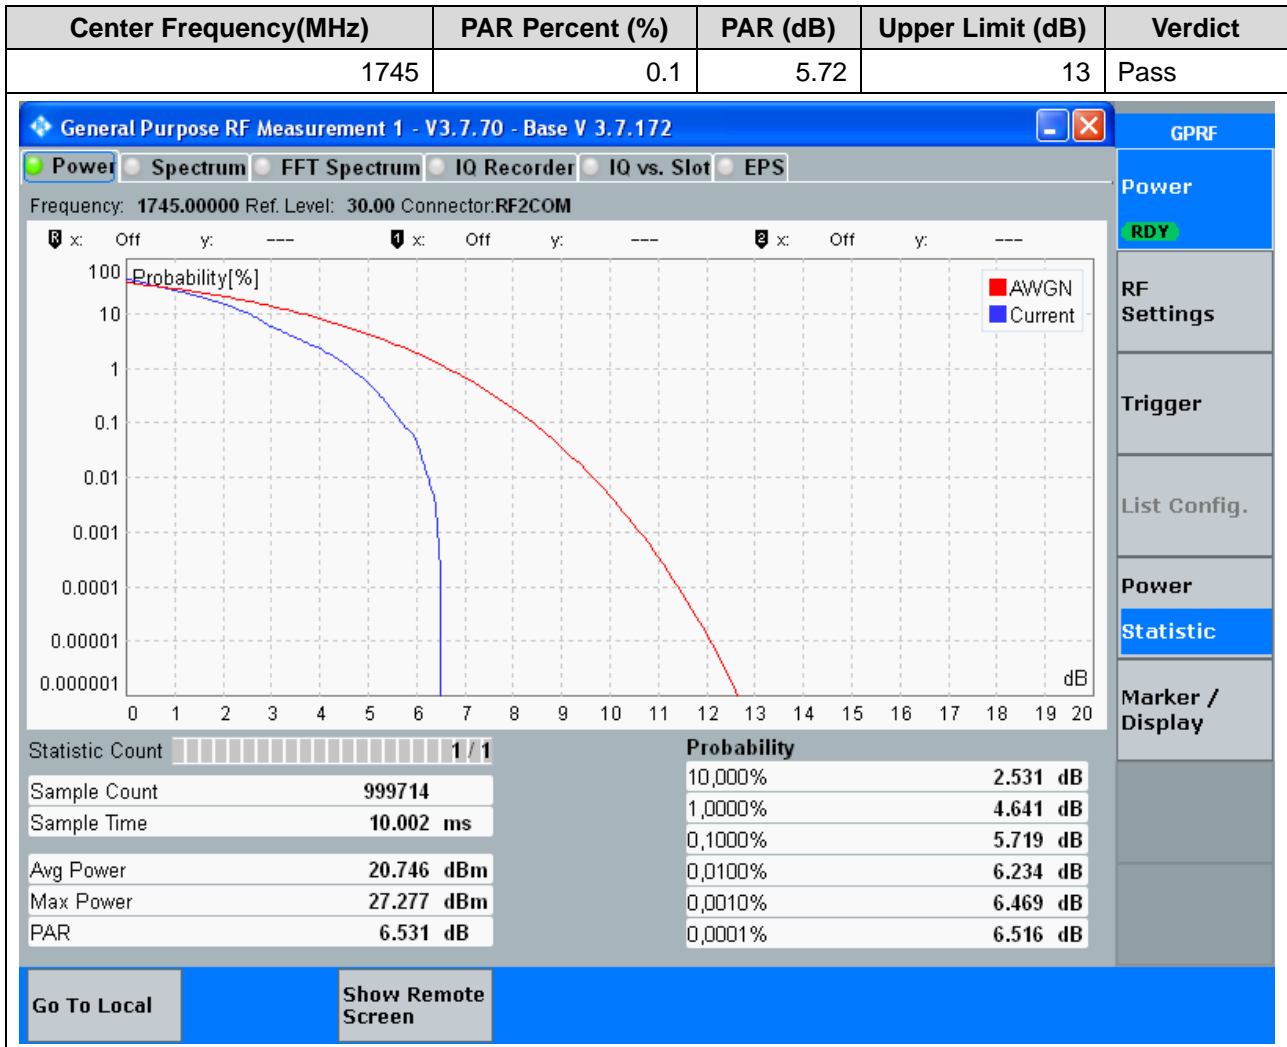 Center Frequency(MHz) PAR Percent (%) PAR (dB) Upper Limit (dB) Verdict
1745 0.1 5.72 13 Pass
General Purpose RF Measurement 1 - V3.7.70 - Base V 3.7.172
GPRF
Power Spectrum FFT Spectrum IQ Recorder IQ vs. Slot EPS
Frequency: 1745.00000 Ref. Level: 30.00 Connector:RF2COM
R x: Off y: --- 1 x: Off y: --- 2 x: Off y: ---
Probability[%]
AWGN
Current
100
10
1
0.1
0.01
0.001
0.0001
0.00001
0.000001
dB
0 1 2 3 4 5 6 7 8 9 10 11 12 13 14 15 16 17 18 19 20
Statistic Count 1 / 1
Sample Count 999714
Sample Time 10.002 ms
Avg Power 20.746 dBm
Max Power 27.277 dBm
PAR 6.531 dB
Probability
10,000% 2.531 dB
1,0000% 4.641 dB
0,1000% 5.719 dB
0,0100% 6.234 dB
0,0010% 6.469 dB
0,0001% 6.516 dB
Power
RDY
RF
Settings
Trigger
List Config.
Power
Statistic
Marker /
Display
Go To Local
Show Remote
Screen